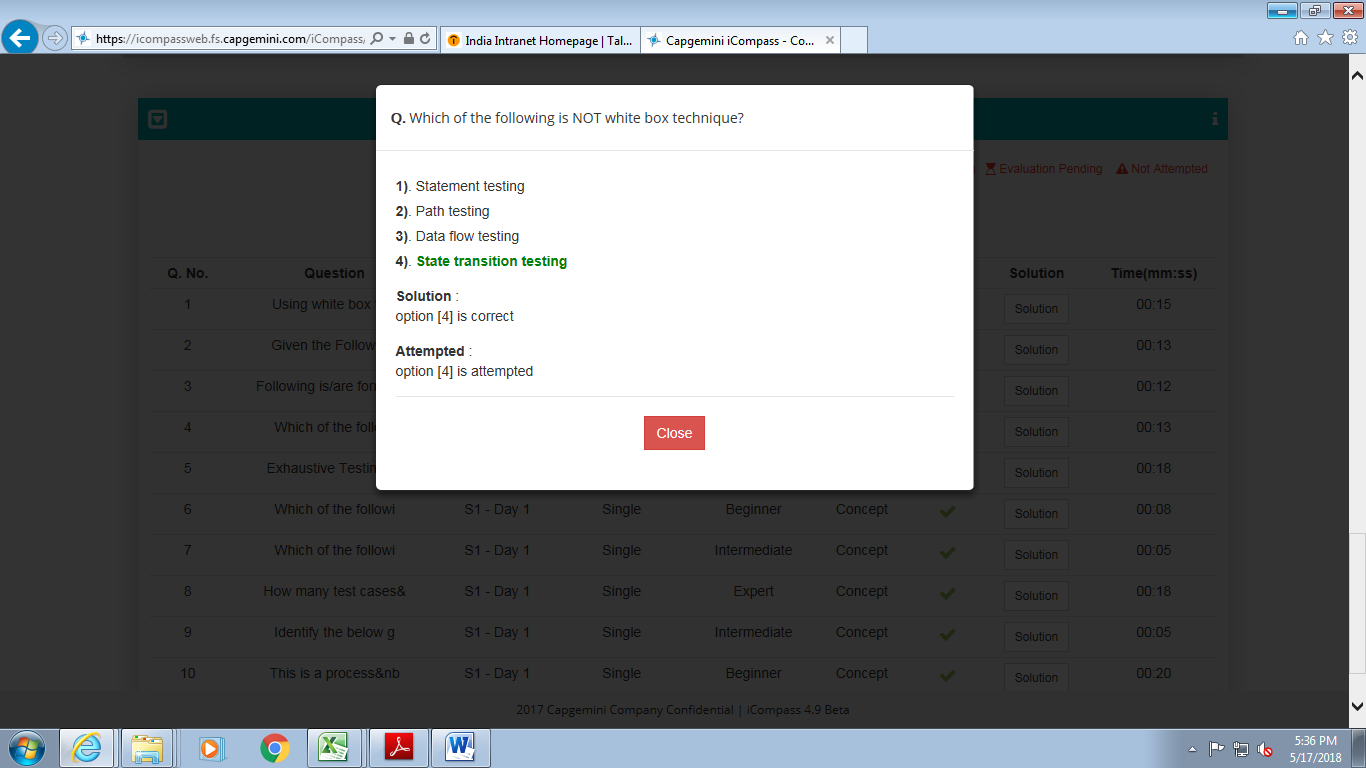 https://icompassweb.fs.capgemini.com/iCompass,
India Intranet Homepage | Tal...
Capgemini iCompass - Co...
Q. Which of the following is NOT white box technique?
1). Statement testing
2). Path testing
3). Data flow testing
4). State transition testing
Solution :
option [4] is correct
Attempted :
option [4] is attempted
Close
Evaluation Pending Not Attempted
Q. No. Question Solution Time(mm:ss)
1 Using white box Solution 00:15
2 Given the Follow Solution 00:13
3 Following is/are for Solution 00:12
4 Which of the foll Solution 00:13
5 Exhaustive Testin Solution 00:18
6 Which of the followi S1 - Day 1 Single Beginner Concept Solution 00:08
7 Which of the followi S1 - Day 1 Single Intermediate Concept Solution 00:05
8 How many test cases& S1 - Day 1 Single Expert Concept Solution 00:18
9 Identify the below g S1 - Day 1 Single Intermediate Concept Solution 00:05
10 This is a process&nb S1 - Day 1 Single Beginner Concept Solution 00:20
2017 Capgemini Company Confidential | iCompass 4.9 Beta
5:36 PM
5/17/2018